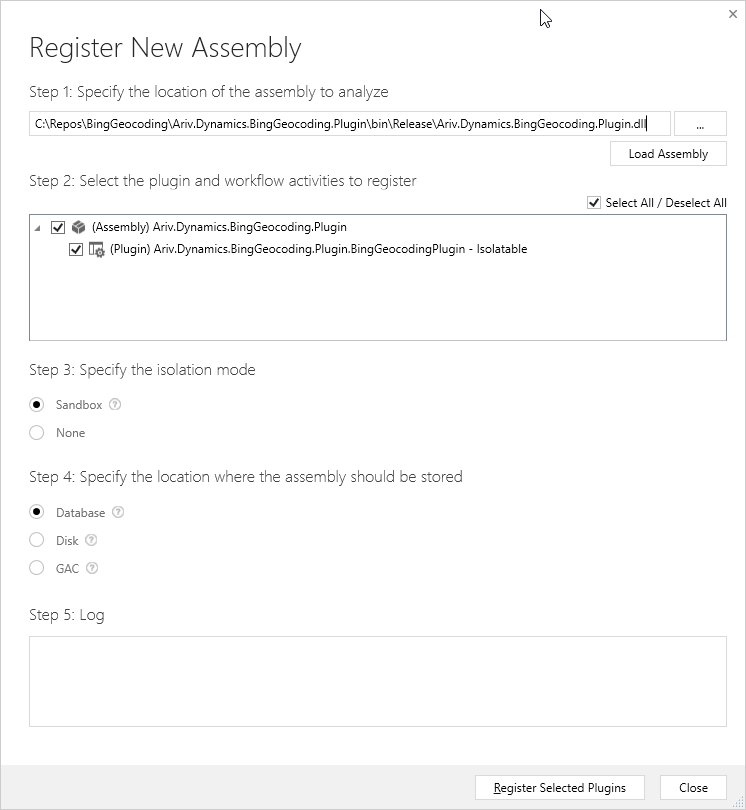 Register New Assembly
Step 1: Specify the location of the assembly to analyze
C:\Repos\BingGeocoding\Ariv.Dynamics.BingGeocoding.Plugin\bin\Release\Ariv.Dynamics.BingGeocoding.Plugin.dll
...
Load Assembly
Step 2: Select the plugin and workflow activities to register
Select All / Deselect All
(Assembly) Ariv.Dynamics.BingGeocoding.Plugin
(Plugin) Ariv.Dynamics.BingGeocoding.Plugin.BingGeocodingPlugin - Isolatable
Step 3: Specify the isolation mode
Sandbox ?
None
Step 4: Specify the location where the assembly should be stored
Database ?
Disk ?
GAC ?
Step 5: Log
Register Selected Plugins
Close